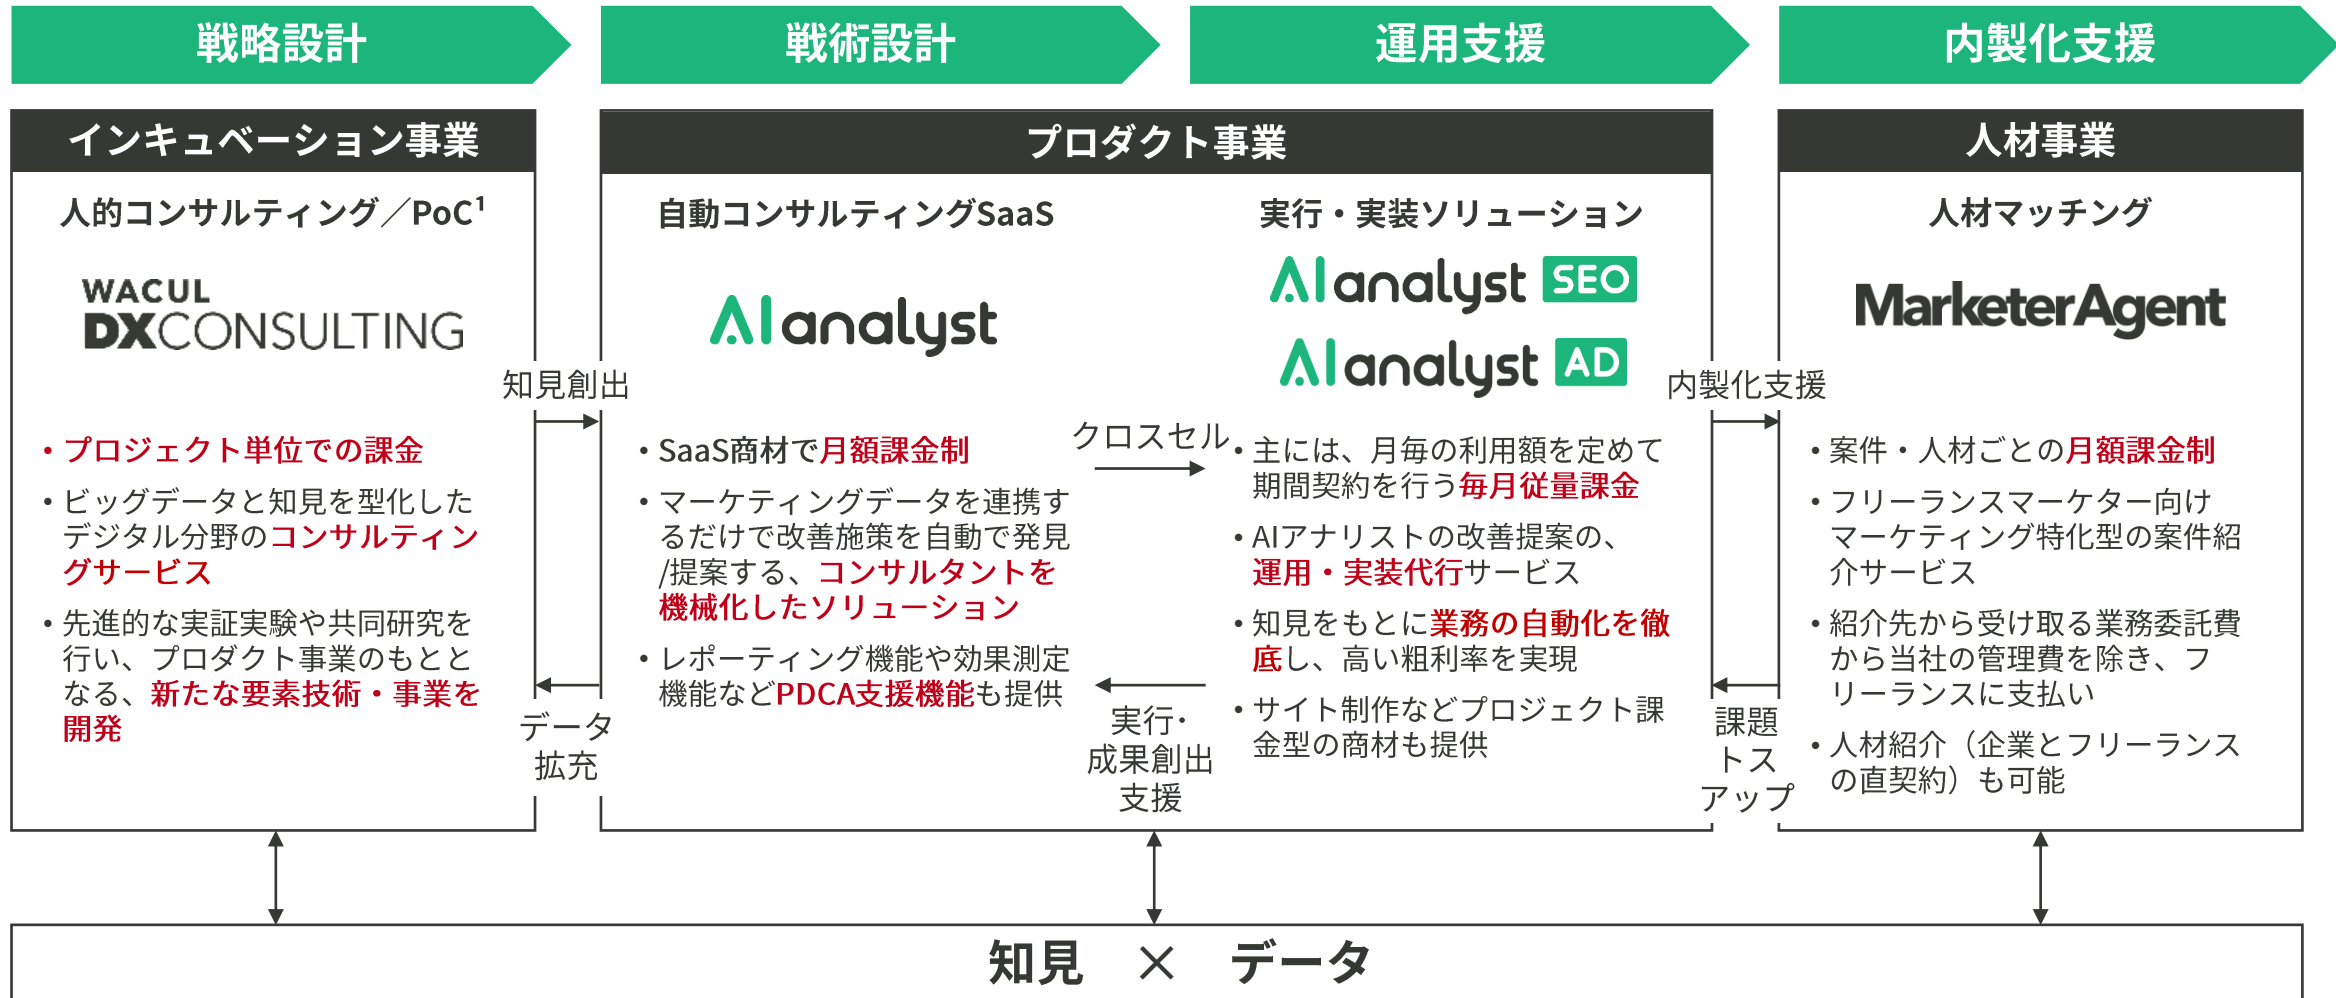 戦略設計
戦術設計
運用支援
内製化支援
インキュベーション事業
人的コンサルティング／PoC¹
WACUL
DXCONSULTING
・プロジェクト単位での課金
・ビッグデータと知見を型化した
デジタル分野のコンサルティン
グサービス
・先進的な実証実験や共同研究を
行い、プロダクト事業のもとと
なる、新たな要素技術・事業を
開発
知見創出
データ
拡充
プロダクト事業
自動コンサルティングSaaS
AI analyst
・SaaS商材で月額課金制
・マーケティングデータを連携す
るだけで改善施策を自動で発見
/提案する、コンサルタントを
機械化したソリューション
・レポーティング機能や効果測定
機能などPDCA支援機能も提供
クロスセル
実行・
成果創出
支援
実行・実装ソリューション
AI analyst SEO
AI analyst AD
・主には、月毎の利用額を定めて
期間契約を行う毎月従量課金
・AIアナリストの改善提案の、
運用・実装代行サービス
・知見をもとに業務の自動化を徹
底し、高い粗利率を実現
・サイト制作などプロジェクト課
金型の商材も提供
内製化支援
課題
トス
アップ
人材事業
人材マッチング
MarketerAgent
・案件・人材ごとの月額課金制
・フリーランスマーケター向け
マーケティング特化型の案件紹
介サービス
・紹介先から受け取る業務委託費
から当社の管理費を除き、フ
リーランスに支払い
・人材紹介（企業とフリーランス
の直契約）も可能
知見 × データ